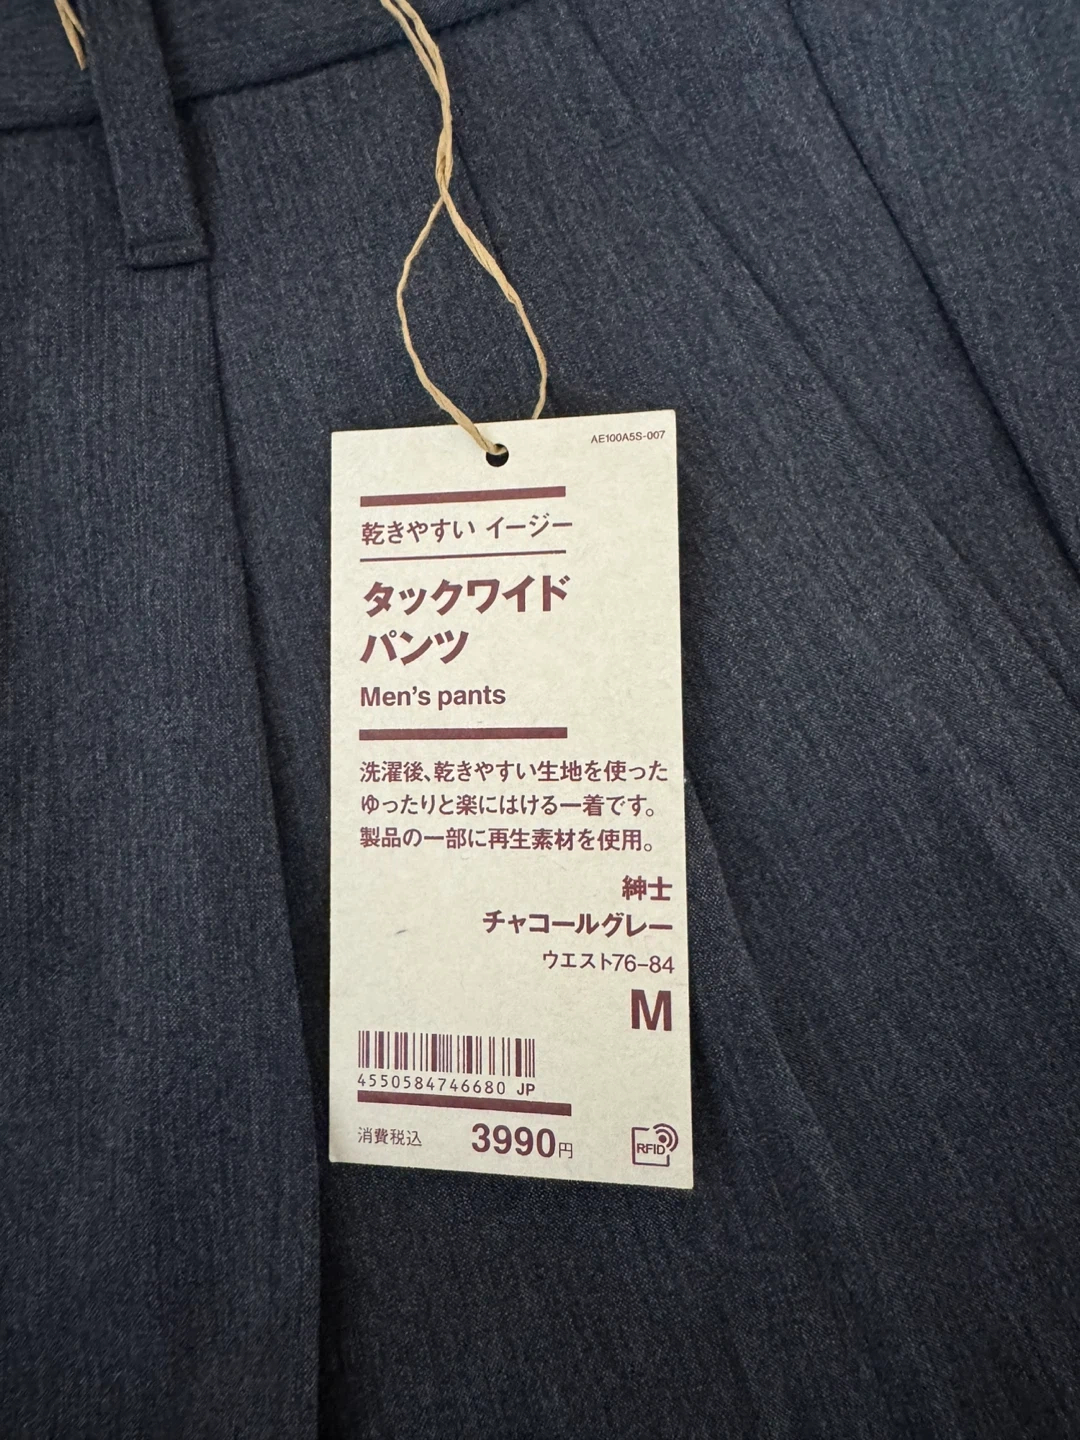 AE100A5S-007
乾きやすい イージー
タックワイド
パンツ
Men's pants
洗濯後、乾きやすい生地を使った
ゆったりと楽にはける一着です。
製品の一部に再生素材を使用。
紳士
チャコールグレー
ウエスト76-84
M
4550584746680 JP
消費税込 3990円
RFID